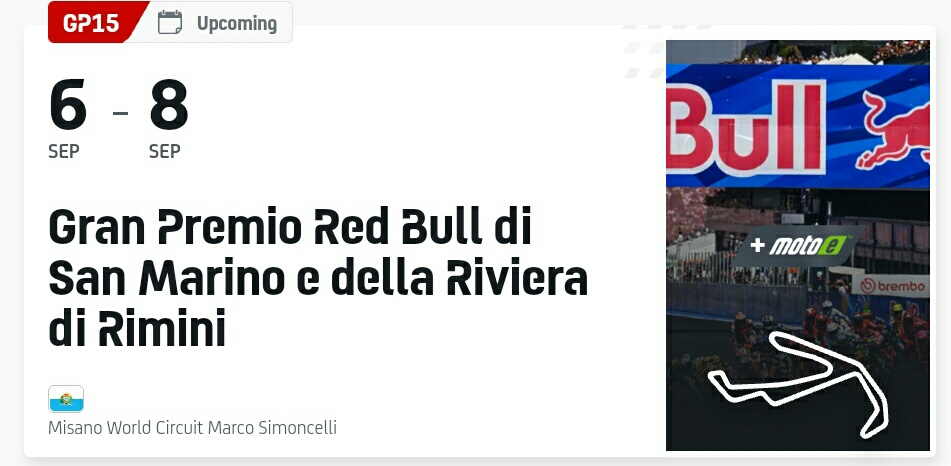 GP15 Upcoming
6 - 8
SEP SEP
Gran Premio Red Bull di
San Marino e della Riviera
di Rimini
Misano World Circuit Marco Simoncelli
Bull
+ motoe™
brembo